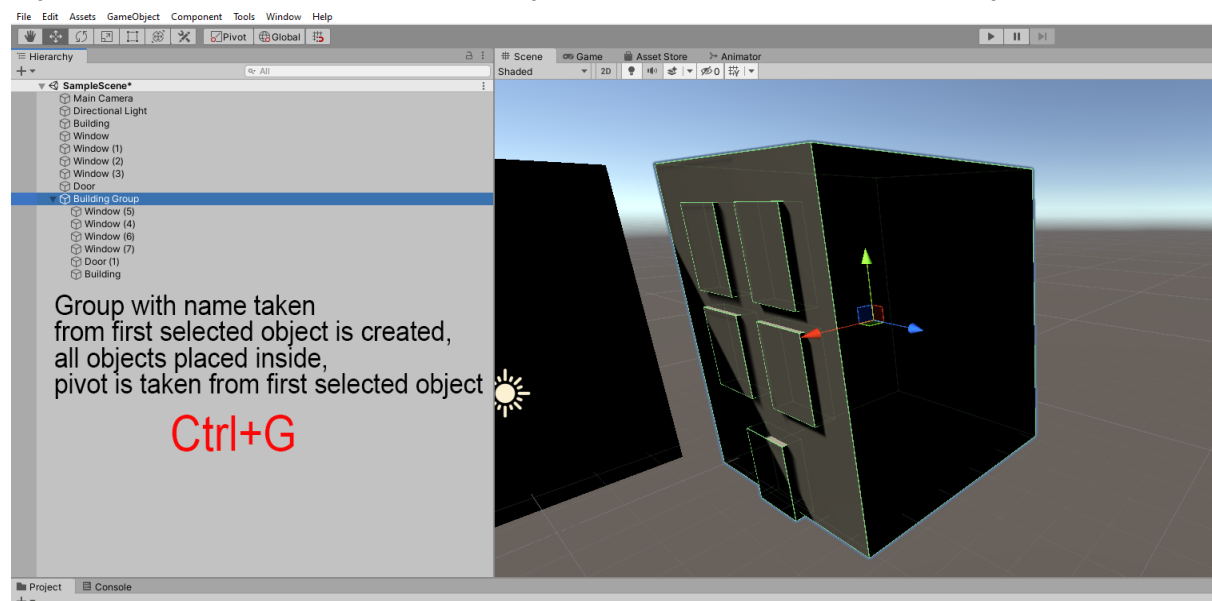 File Edit Assets GameObject Component Tools Window Help
Pivot Global
Hierarchy
All
SampleScene*
Main Camera
Directional Light
Building
Window
Window (1)
Window (2)
Window (3)
Door
Building Group
Window (5)
Window (4)
Window (6)
Window (7)
Door (1)
Building
Group with name taken
from first selected object is created,
all objects placed inside,
pivot is taken from first selected object
Ctrl+G
Scene Game Asset Store Animator
Shaded 2D 0
Project Console